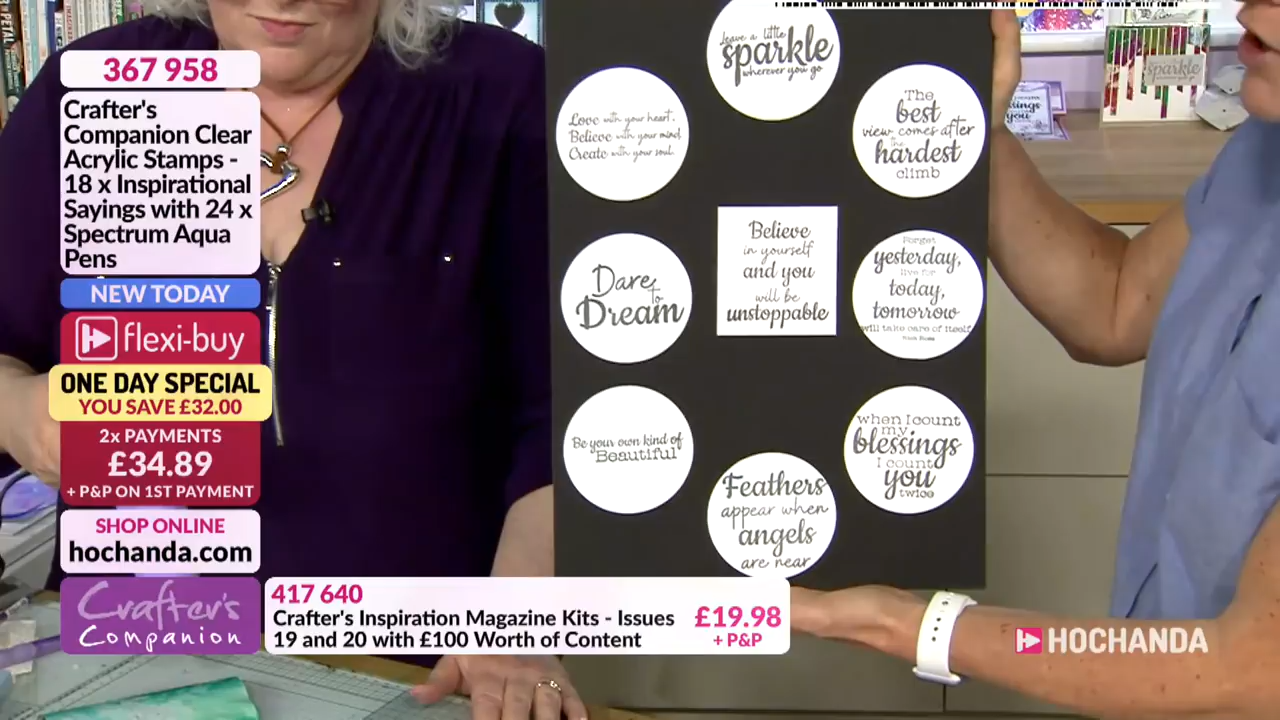 367 958
Crafter's
Companion Clear
Acrylic Stamps -
18 x Inspirational
Sayings with 24 x
Spectrum Aqua
Pens
NEW TODAY
flexi-buy
ONE DAY SPECIAL
YOU SAVE £32.00
2x PAYMENTS
£34.89
+ P&P ON 1ST PAYMENT
SHOP ONLINE
hochanda.com
Crafter's
Companion
417 640
Crafter's Inspiration Magazine Kits - Issues
19 and 20 with £100 Worth of Content
£19.98
+ P&P
HOCHANDA
leave a little
sparkle
wherever you go
Love with your heart.
Believe with your mind
Create with your soul.
The
best
view comes after
the
hardest
climb
Believe
in yourself
and you
will be
unstoppable
Dare
to
Dream
Forget
yesterday,
live for
today,
tomorrow
will take care of itself
Be your own kind of
Beautiful
when I count
my
blessings
I count
you
twice
Feathers
appear when
angels
are near
sparkle
PETAL